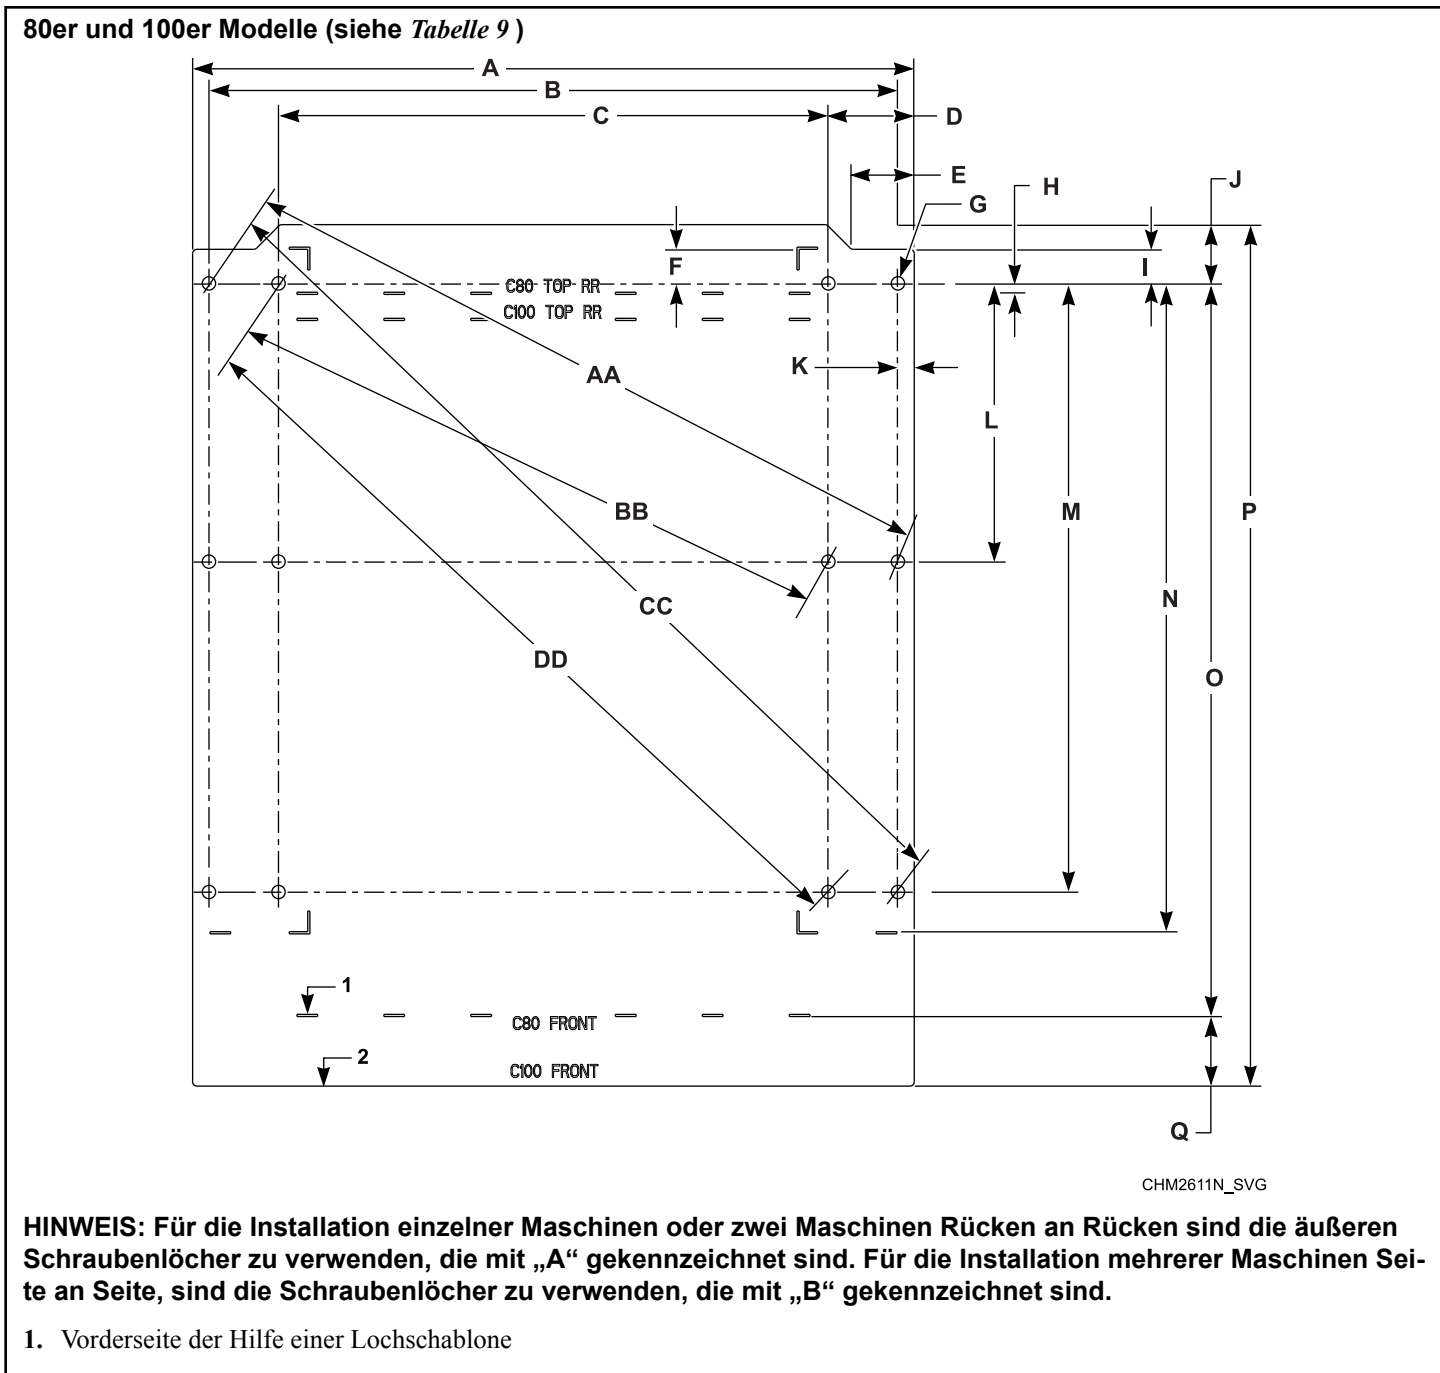 80er und 100er Modelle (siehe Tabelle 9 )
A
B
C
D
E
H
J
G
F
I
C80 TOP RR
C100 TOP RR
K
AA
L
BB
M
P
CC
N
DD
O
1
C80 FRONT
2
C100 FRONT
Q
CHM2611N_SVG
HINWEIS: Für die Installation einzelner Maschinen oder zwei Maschinen Rücken an Rücken sind die äußeren
Schraubenlöcher zu verwenden, die mit „A“ gekennzeichnet sind. Für die Installation mehrerer Maschinen Sei-
te an Seite, sind die Schraubenlöcher zu verwenden, die mit „B“ gekennzeichnet sind.
1. Vorderseite der Hilfe einer Lochschablone